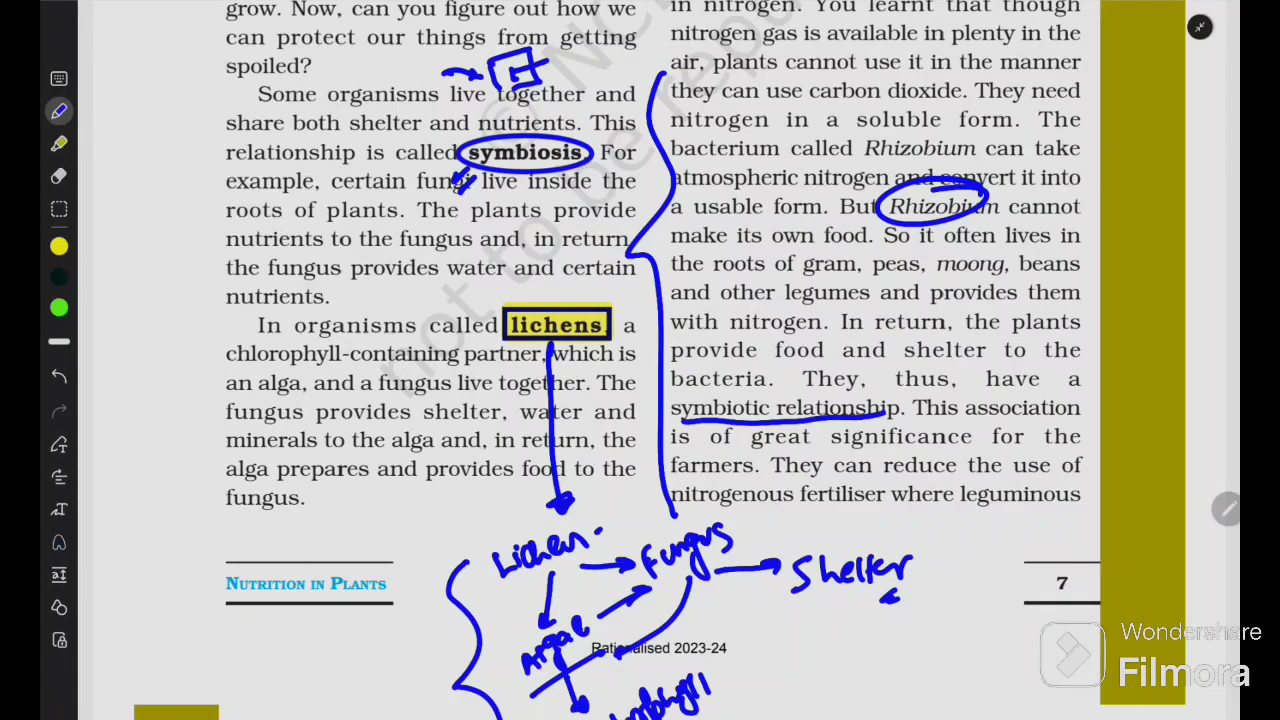 grow. Now, can you figure out how we
can protect our things from getting
spoiled?
Some organisms live together and
share both shelter and nutrients. This
relationship is called symbiosis. For
example, certain fungi live inside the
roots of plants. The plants provide
nutrients to the fungus and, in return,
the fungus provides water and certain
nutrients.
In organisms called lichens, a
chlorophyll-containing partner, which is
an alga, and a fungus live together. The
fungus provides shelter, water and
minerals to the alga and, in return, the
alga prepares and provides food to the
fungus.
in nitrogen. You learnt that though
nitrogen gas is available in plenty in the
air, plants cannot use it in the manner
they can use carbon dioxide. They need
nitrogen in a soluble form. The
bacterium called Rhizobium can take
atmospheric nitrogen and convert it into
a usable form. But Rhizobium cannot
make its own food. So it often lives in
the roots of gram, peas, moong, beans
and other legumes and provides them
with nitrogen. In return, the plants
provide food and shelter to the
bacteria. They, thus, have a
symbiotic relationship. This association
is of great significance for the
farmers. They can reduce the use of
nitrogenous fertiliser where leguminous
Lichen. Fungus Shelter
Algae
NUTRITION IN PLANTS
7
Rationalised 2023-24
© NC
not to be rep
Wondershare
Filmora